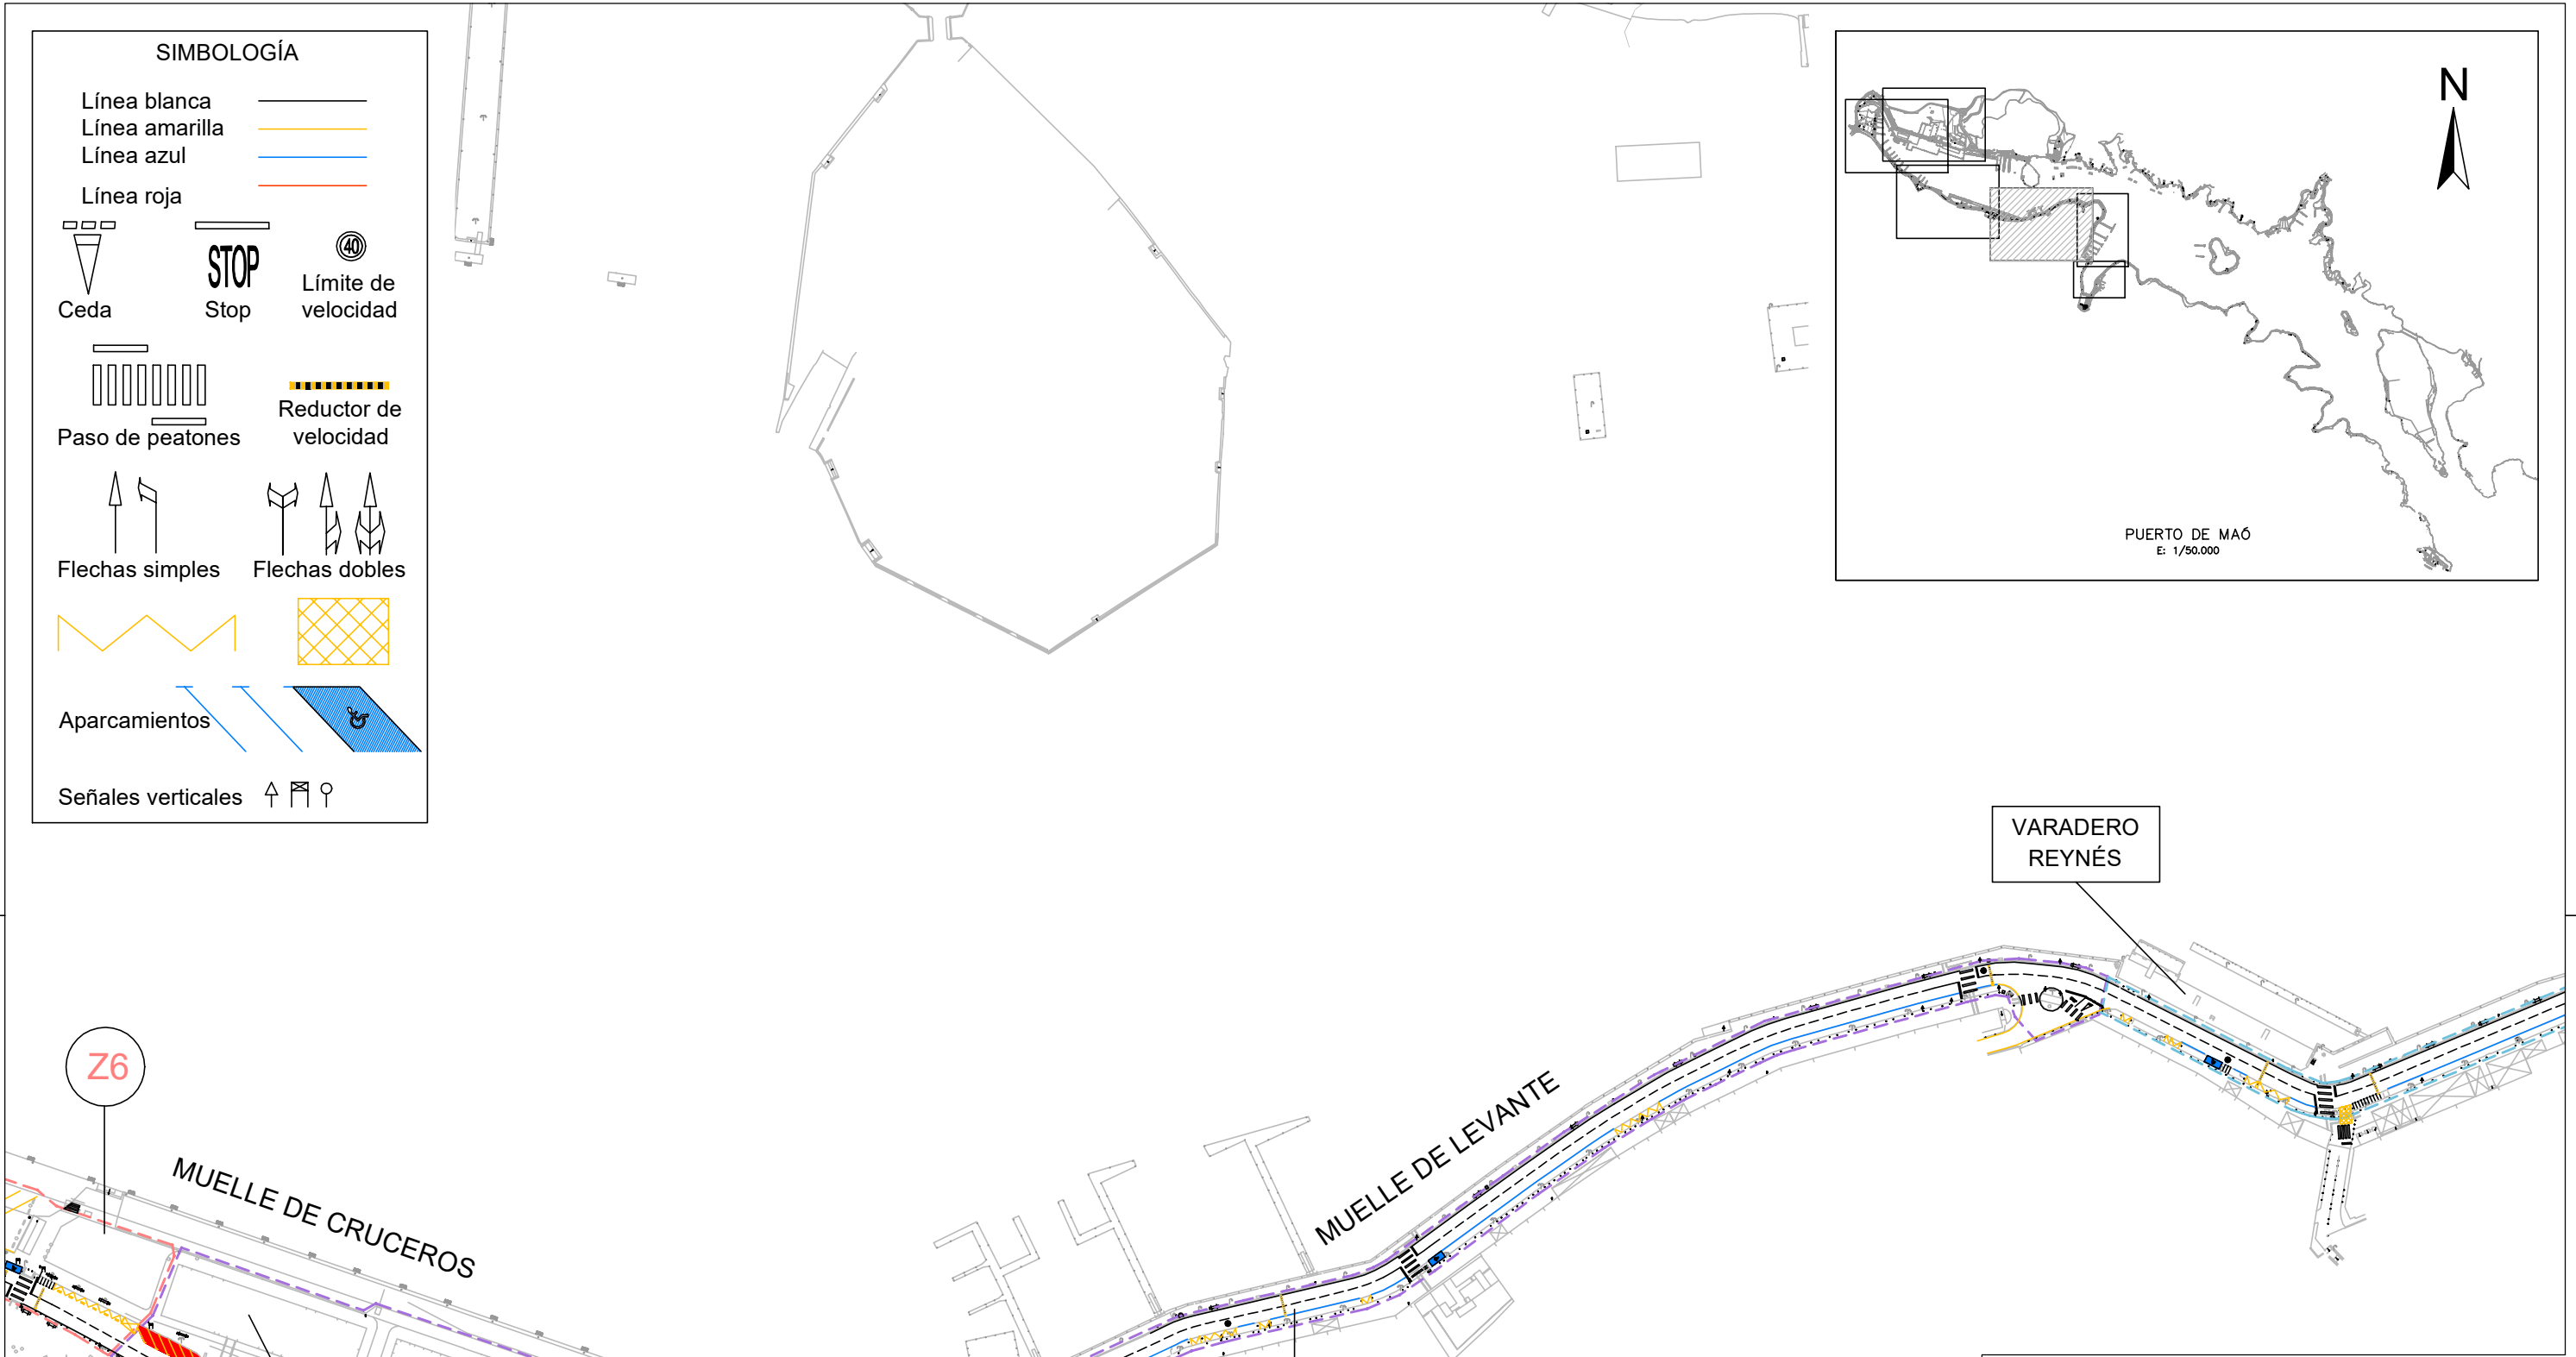 SIMBOLOGÍA
Línea blanca
Línea amarilla
Línea azul
Línea roja
STOP
40
Límite de
velocidad
Ceda
Stop
Paso de peatones
Reductor de
velocidad
Flechas simples
Flechas dobles
Aparcamientos
Señales verticales
N
PUERTO DE MAÓ
E: 1/50.000
VARADERO
REYNÉS
Z6
MUELLE DE CRUCEROS
MUELLE DE LEVANTE